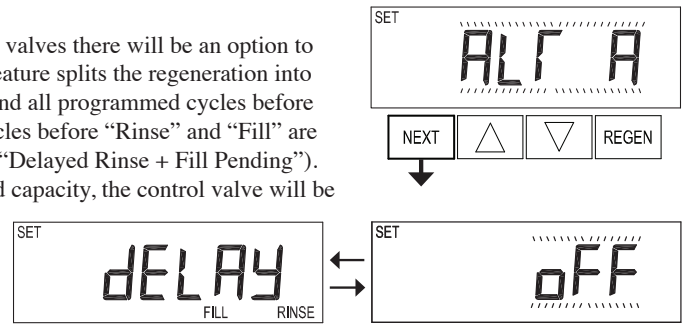 valves there will be an option to
eature splits the regeneration into
nd all programmed cycles before
cles before “Rinse” and “Fill” are
“Delayed Rinse + Fill Pending”).
d capacity, the control valve will be
SET
ALT A
NEXT REGEN
SET
dELAY
FILL RINSE
SET
oFF